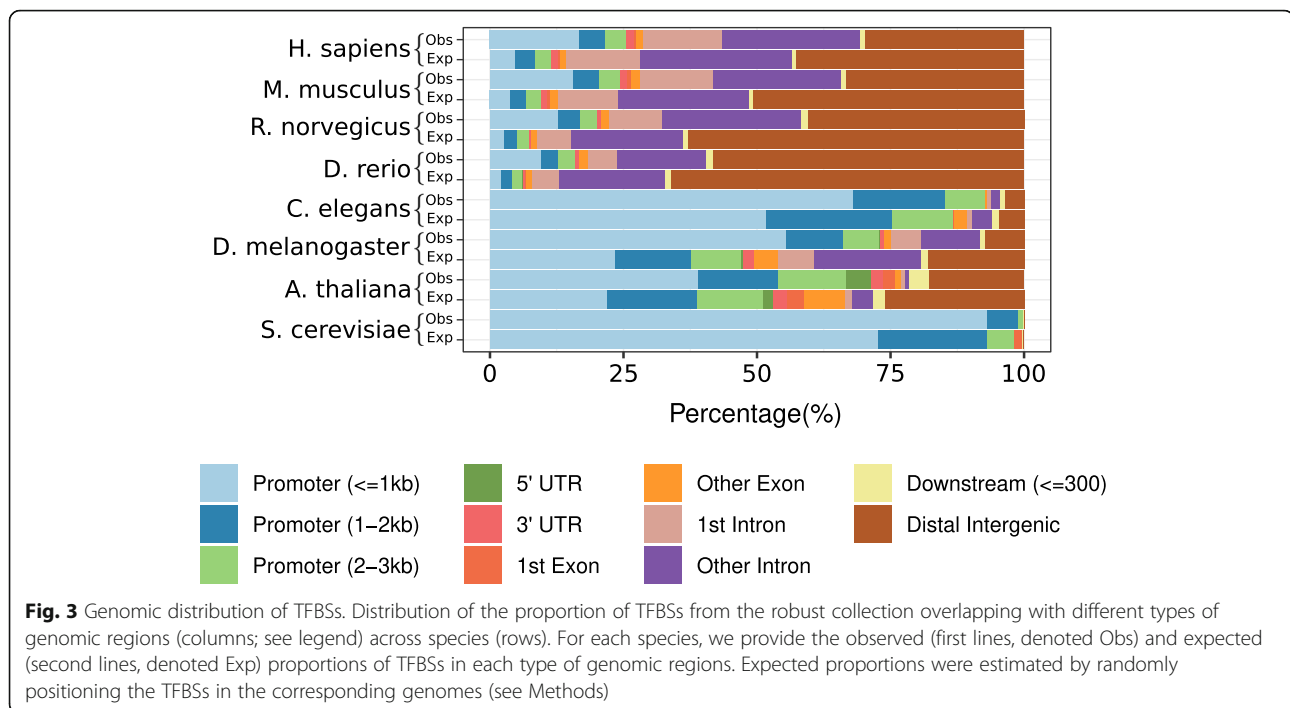 H. sapiens { Obs
Exp
M. musculus { Obs
Exp
R. norvegicus { Obs
Exp
D. rerio { Obs
Exp
C. elegans { Obs
Exp
D. melanogaster { Obs
Exp
A. thaliana { Obs
Exp
S. cerevisiae { Obs
Exp
0 25 50 75 100
Percentage(%)
Promoter (<=1kb)
Promoter (1–2kb)
Promoter (2–3kb)
5' UTR
3' UTR
1st Exon
Other Exon
1st Intron
Other Intron
Downstream (<=300)
Distal Intergenic
Fig. 3 Genomic distribution of TFBSs. Distribution of the proportion of TFBSs from the robust collection overlapping with different types of
genomic regions (columns; see legend) across species (rows). For each species, we provide the observed (first lines, denoted Obs) and expected
(second lines, denoted Exp) proportions of TFBSs in each type of genomic regions. Expected proportions were estimated by randomly
positioning the TFBSs in the corresponding genomes (see Methods)